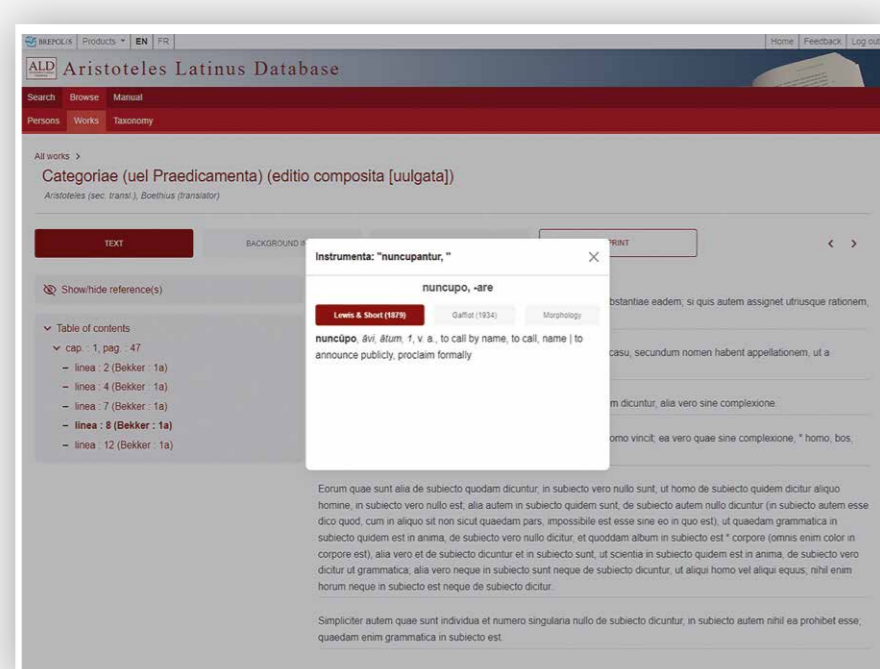 BREPOLiS Products EN FR Home Feedback Log out
ALD Aristoteles Latinus Database
Search Browse Manual
Persons Works Taxonomy
All works >
Categoriae (uel Praedicamenta) (editio composita [uulgata])
Aristoteles (sec. transl.), Boethius (translator)
TEXT BACKGROUND PRINT < >
Show/hide reference(s)
Table of contents
cap. : 1, pag. : 47
– linea : 2 (Bekker : 1a)
– linea : 4 (Bekker : 1a)
– linea : 7 (Bekker : 1a)
– linea : 8 (Bekker : 1a)
– linea : 12 (Bekker : 1a)
Instrumenta: "nuncupantur, "
nuncupo, -are
Lewis & Short (1879) Gaffiot (1934) Morphology
nuncŭpo, āvi, ātum, 1, v. a., to call by name, to call, name | to
announce publicly, proclaim formally
bstantiae eadem; si quis autem assignet utriusque rationem,
casu, secundum nomen habent appellationem, ut a
m dicuntur, alia vero sine complexione.
omo vincit; ea vero quae sine complexione, * homo, bos,
Eorum quae sunt alia de subiecto quodam dicuntur, in subiecto vero nullo sunt, ut homo de subiecto quidem dicitur aliquo
homine, in subiecto vero nullo est; alia autem in subiecto quidem sunt, de subiecto autem nullo dicuntur (in subiecto autem esse
dico quod, cum in aliquo sit non sicut quaedam pars, impossibile est esse sine eo in quo est), ut quaedam grammatica in
subiecto quidem est in anima, de subiecto vero nullo dicitur, et quoddam album in subiecto est * corpore (omnis enim color in
corpore est), alia vero et de subiecto dicuntur et in subiecto sunt, ut scientia in subiecto quidem est in anima, de subiecto vero
dicitur ut grammatica; alia vero neque in subiecto sunt neque de subiecto dicuntur, ut aliqui homo vel aliqui equus; nihil enim
horum neque in subiecto est neque de subiecto dicitur.
Simpliciter autem quae sunt individua et numero singularia nullo de subiecto dicuntur, in subiecto autem nihil ea prohibet esse;
quaedam enim grammatica in subiecto est.